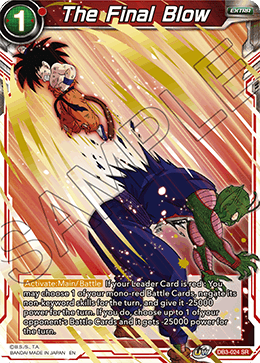 1
The Final Blow
EXTRA
SAMPLE
Activate: Main/Battle If your Leader Card is red : You
may choose 1 of your mono-red Battle Cards, negate its
non-keyword skills for the turn, and give it -25000
power for the turn. If you do, choose up to 1 of your
opponent's Battle Cards and it gets -25000 power for
the turn.
©B.S./S., T.A.
BANDAI MADE IN JAPAN EN
DB3-024 SR